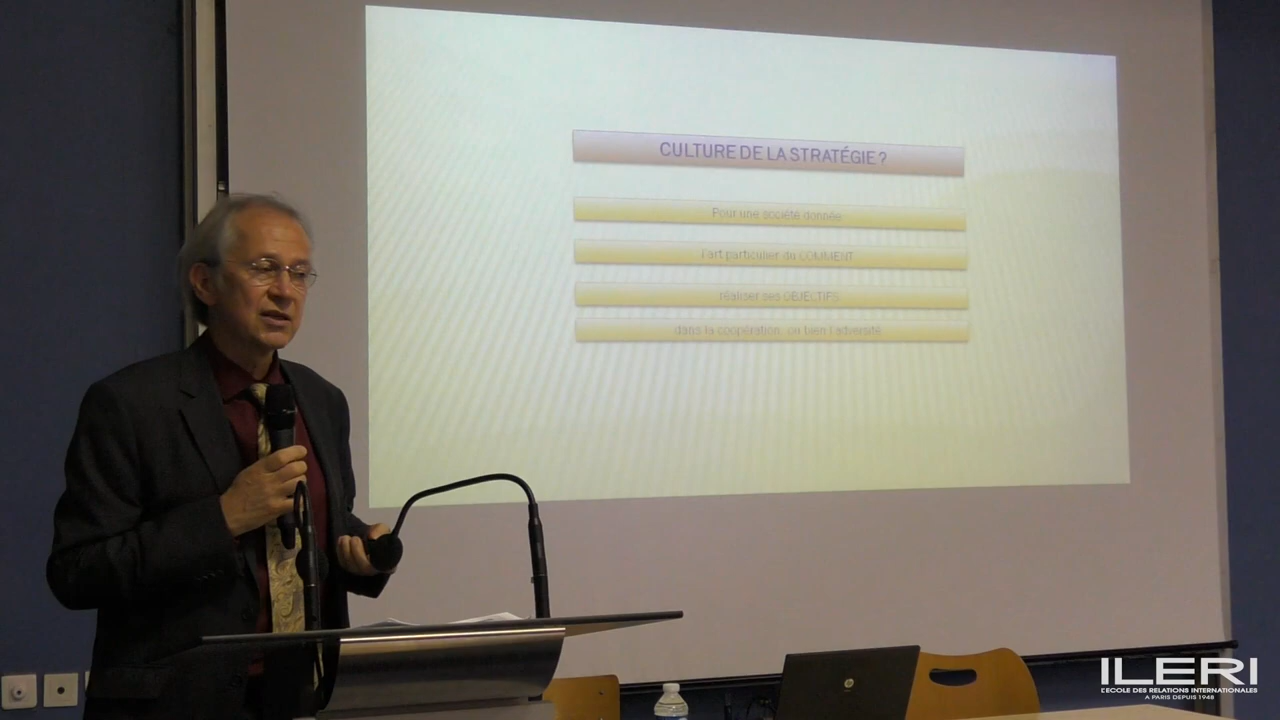 CULTURE DE LA STRATÉGIE ?
Pour une société donnée
l'art particulier du COMMENT
réaliser ses OBJECTIFS
dans la coopération ou bien l'adversité
hp
ILERI
L'ECOLE DES RELATIONS INTERNATIONALES
A PARIS DEPUIS 1948